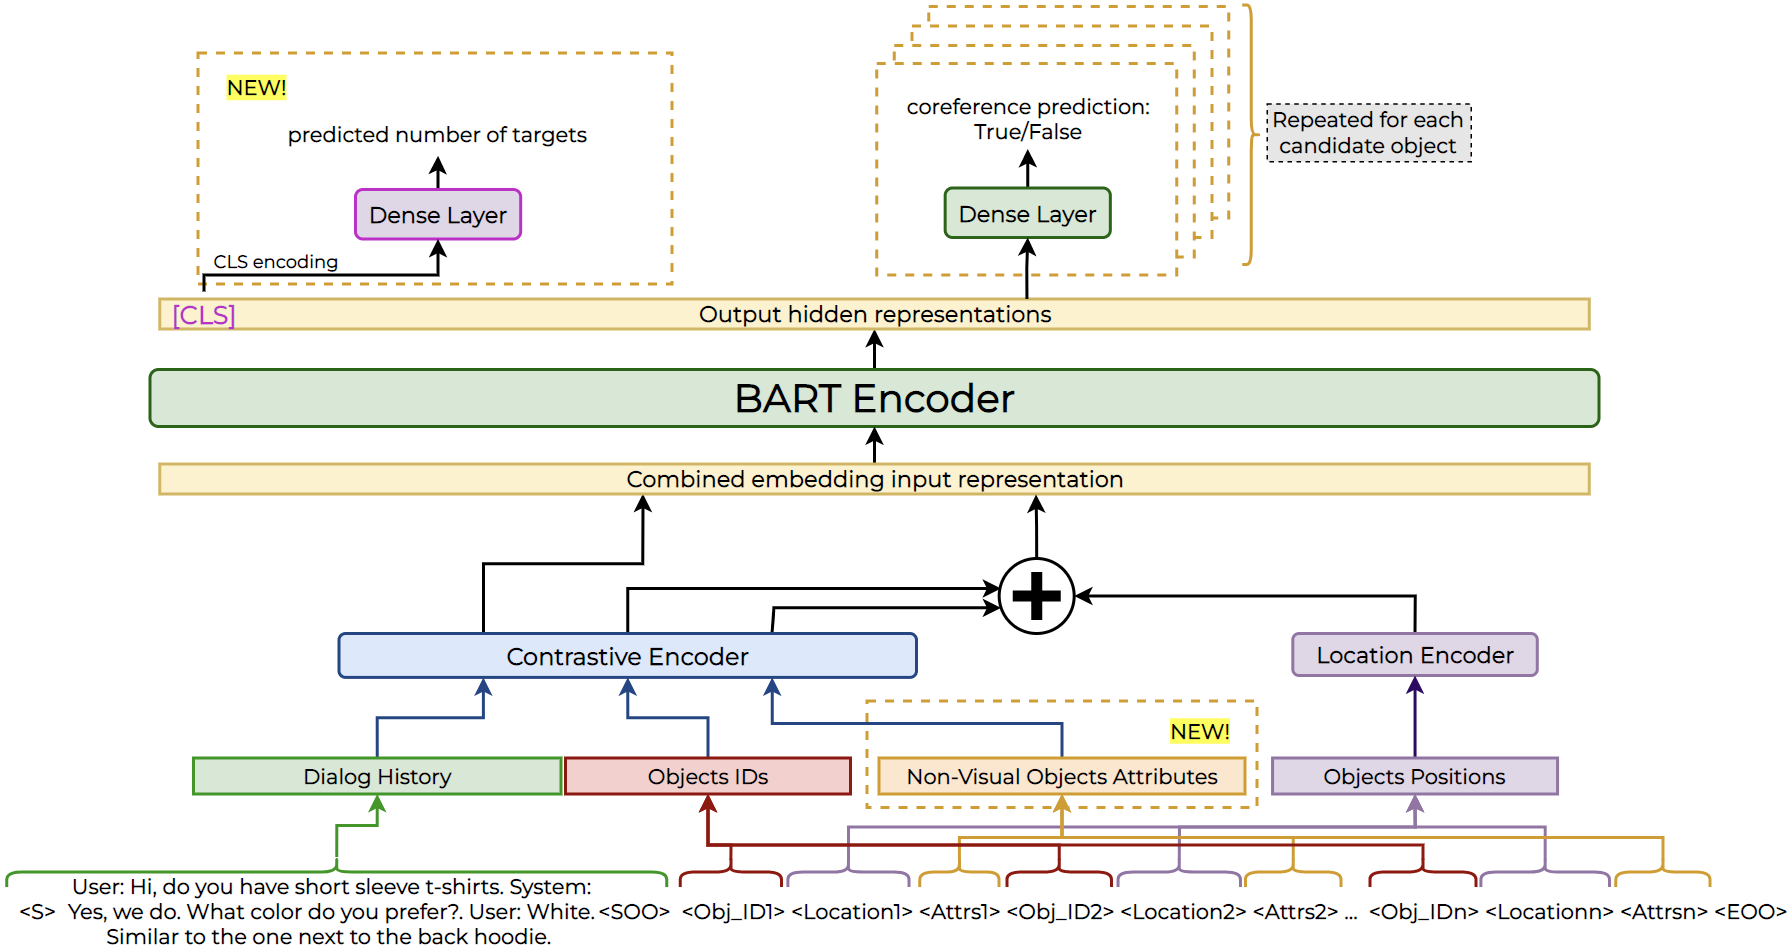 NEW!
predicted number of targets
Dense Layer
CLS encoding
coreference prediction:
True/False
Dense Layer
Repeated for each
candidate object
[CLS]
Output hidden representations
BART Encoder
Combined embedding input representation
Contrastive Encoder
Location Encoder
NEW!
Dialog History
Objects IDs
Non-Visual Objects Attributes
Objects Positions
User: Hi, do you have short sleeve t-shirts. System:
<S> Yes, we do. What color do you prefer?. User: White. <SOO> <Obj_ID1> <Location1> <Attrs1> <Obj_ID2> <Location2> <Attrs2> ... <Obj_IDn> <Locationn> <Attrsn> <EOO>
Similar to the one next to the back hoodie.